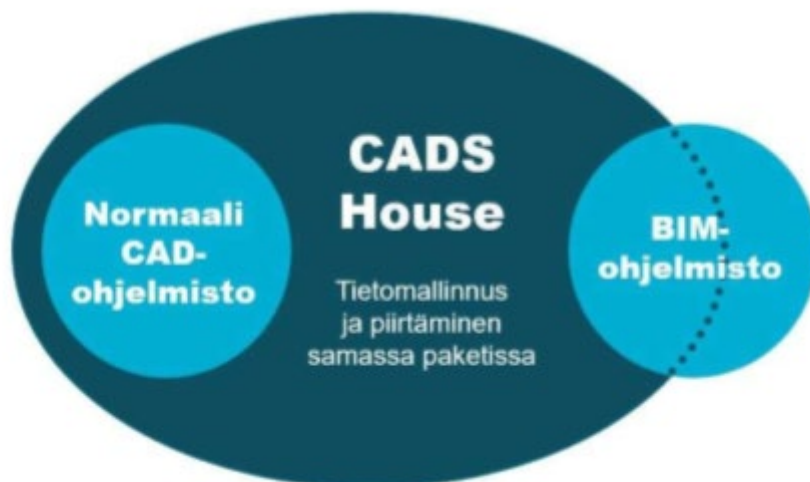 Normaali
CAD-
ohjelmisto
CADS
House
Tietomallinnus
ja piirtäminen
samassa paketissa
BIM-
ohjelmisto